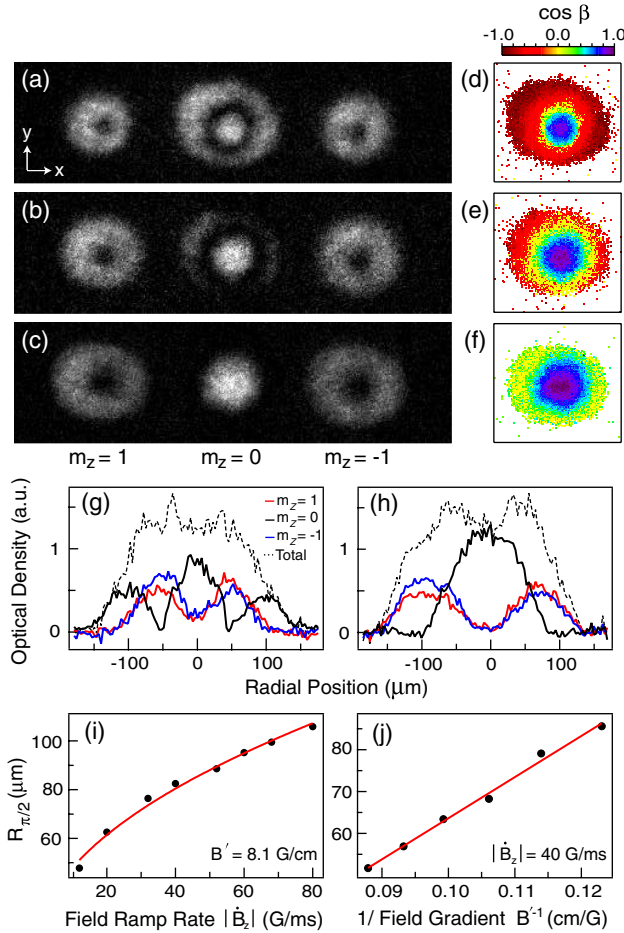 cos β
-1.0 0.0 1.0
(a) (d)
y
x
(b) (e)
(c) (f)
m_z = 1 m_z = 0 m_z = -1
(g) (h)
m_z = 1
m_z = 0
m_z = -1
Total
Optical Density (a.u.)
1
0
1
0
-100 0 100 -100 0 100
Radial Position (μm)
(i) (j)
R_π/2 (μm)
100
80
60
80
70
60
50
B′ = 8.1 G/cm |Ḃ_z| = 40 G/ms
20 40 60 80 0.09 0.10 0.11 0.12
Field Ramp Rate |Ḃ_z| (G/ms) 1/ Field Gradient B′⁻¹ (cm/G)